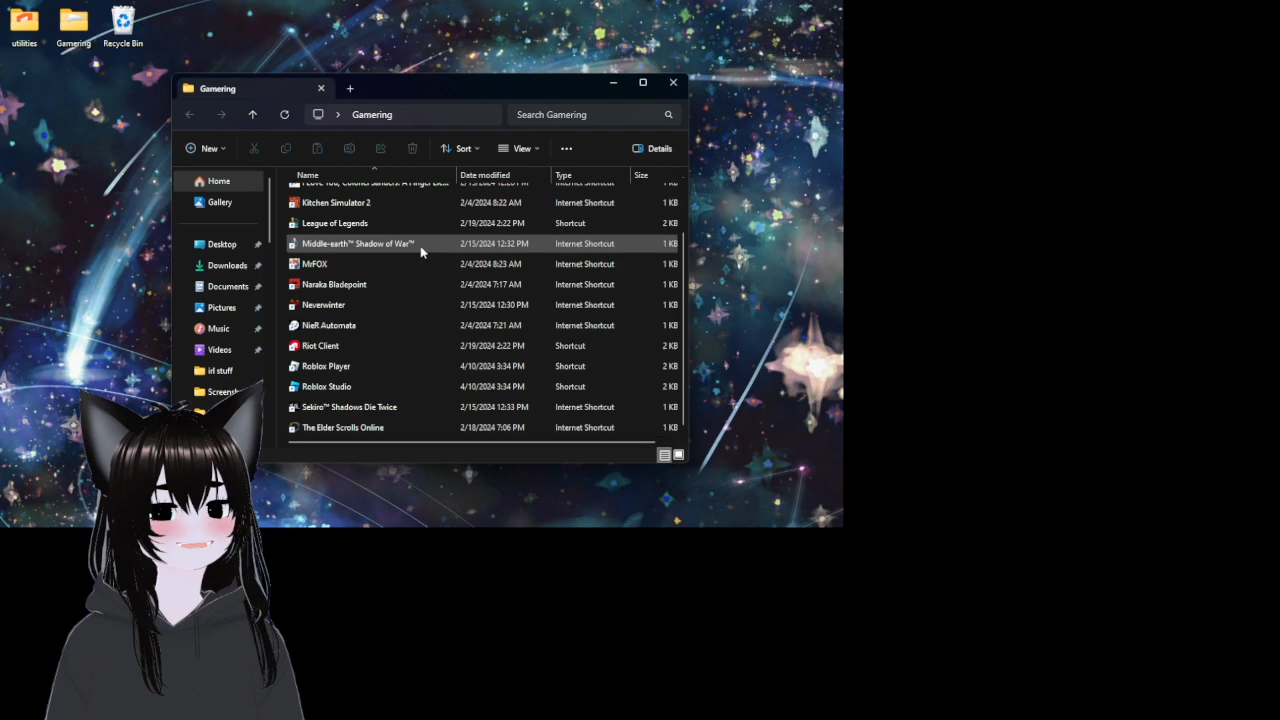 utilities
Gamering
Recycle Bin
Gamering
Gamering
Search Gamering
New
Sort
View
Details
Name
Date modified
Type
Size
Home
Gallery
Desktop
Downloads
Documents
Pictures
Music
Videos
irl stuff
Kitchen Simulator 2 2/4/2024 8:22 AM Internet Shortcut 1 KB
League of Legends 2/19/2024 2:22 PM Shortcut 2 KB
Middle-earth™ Shadow of War™ 2/15/2024 12:32 PM Internet Shortcut 1 KB
MrFOX 2/4/2024 8:23 AM Internet Shortcut 1 KB
Naraka Bladepoint 2/4/2024 7:17 AM Internet Shortcut 1 KB
Neverwinter 2/15/2024 12:30 PM Internet Shortcut 1 KB
NieR Automata 2/4/2024 7:21 AM Internet Shortcut 1 KB
Riot Client 2/19/2024 2:22 PM Shortcut 2 KB
Roblox Player 4/10/2024 3:34 PM Shortcut 2 KB
Roblox Studio 4/10/2024 3:34 PM Shortcut 2 KB
Sekiro™ Shadows Die Twice 2/15/2024 12:33 PM Internet Shortcut 1 KB
The Elder Scrolls Online 2/18/2024 7:06 PM Internet Shortcut 1 KB